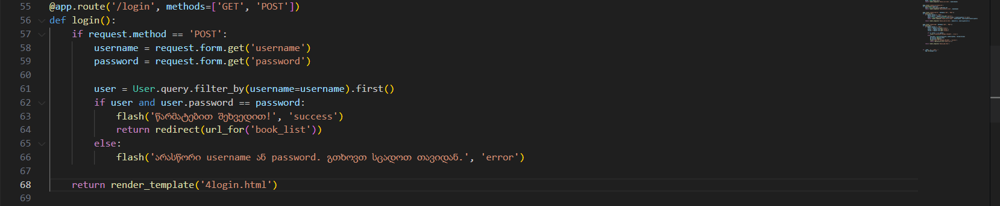 55 @app.route('/login', methods=['GET', 'POST'])
56 def login():
57     if request.method == 'POST':
58         username = request.form.get('username')
59         password = request.form.get('password')
60
61         user = User.query.filter_by(username=username).first()
62         if user and user.password == password:
63             flash('წარმატებით შეხვედით!', 'success')
64             return redirect(url_for('book_list'))
65         else:
66             flash('არასწორი username ან password. გთხოვთ სცადოთ თავიდან.', 'error')
67
68     return render_template('4login.html')
69